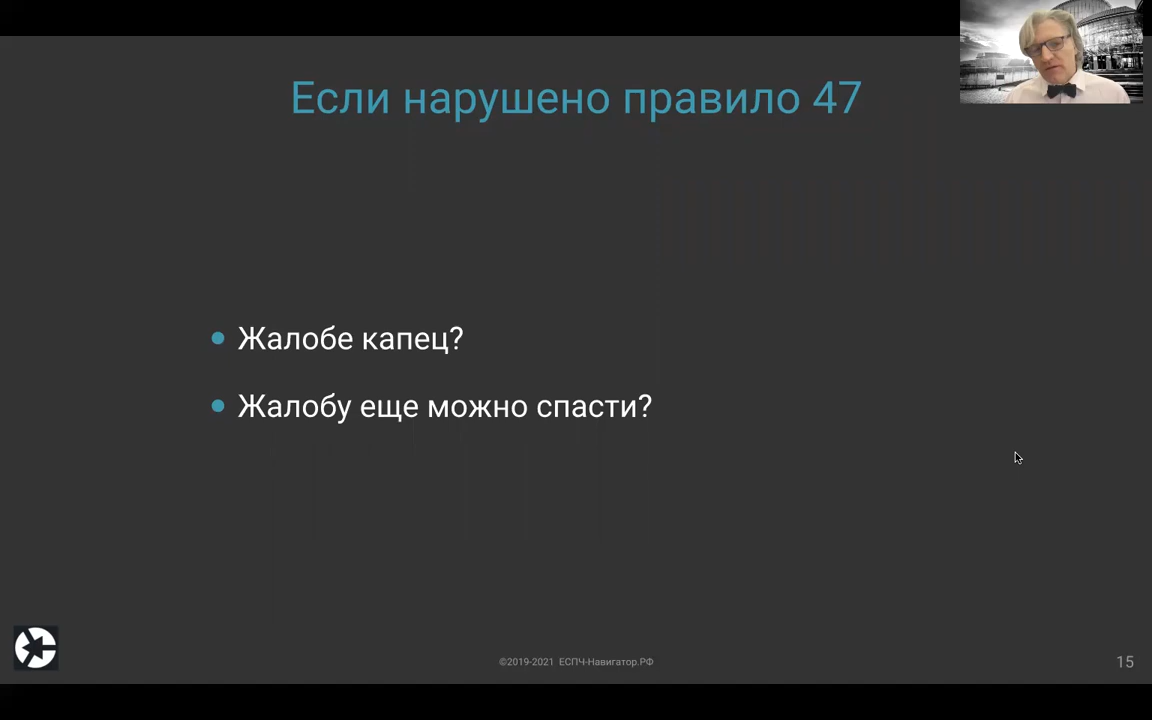 Если нарушено правило 47
Жалобе капец?
Жалобу еще можно спасти?
©2019-2021 ЕСПЧ-Навигатор.РФ
15